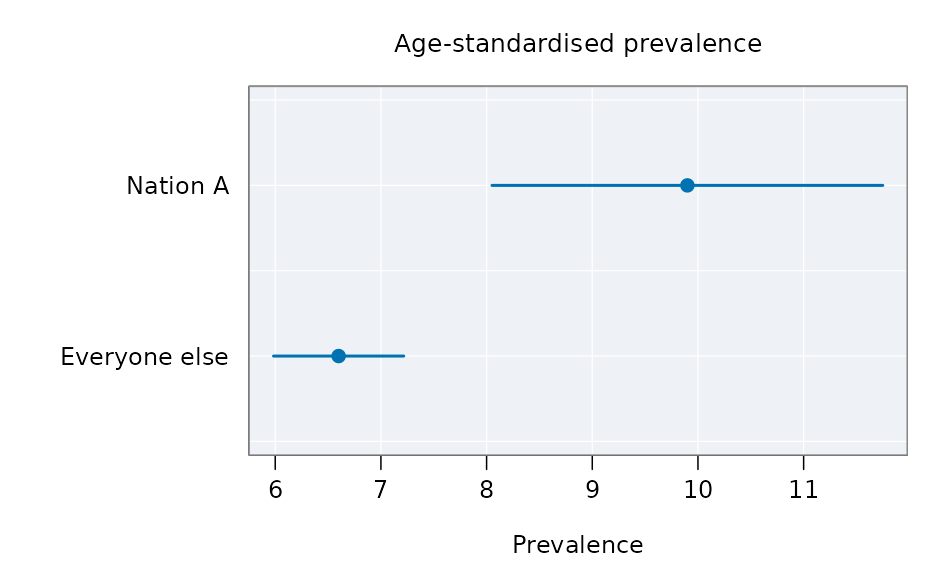 Age-standardised prevalence
Nation A
Everyone else
6 7 8 9 10 11
Prevalence